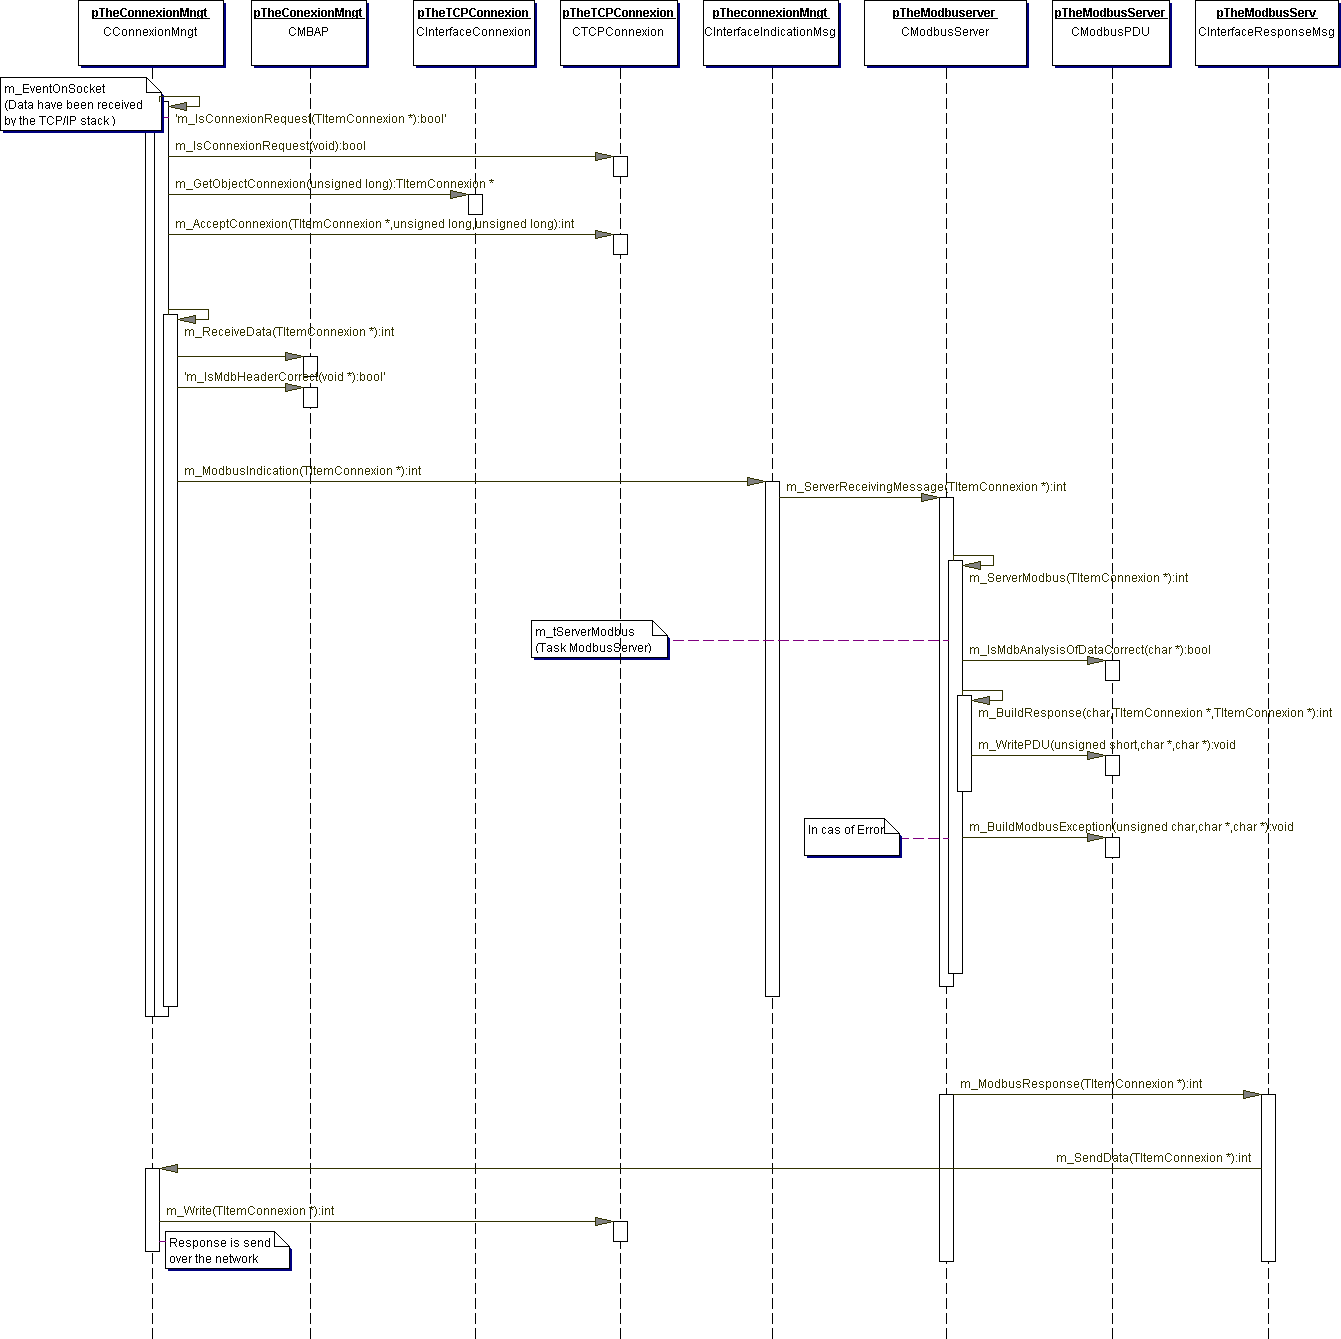 pTheConnexionMngt
CConnexionMngt
pTheConexionMngt
CMBAP
pTheTCPConnexion
CInterfaceConnexion
pTheTCPConnexion
CTCPConnexion
pTheconnexionMngt
CInterfaceIndicationMsg
pTheModbuserver
CModbusServer
pTheModbusServer
CModbusPDU
pTheModbusServ
CInterfaceResponseMsg
m_EventOnSocket
(Data have been received
by the TCP/IP stack )
'm_IsConnexionRequest(TItemConnexion *):bool'
m_IsConnexionRequest(void):bool
m_GetObjectConnexion(unsigned long):TItemConnexion *
m_AcceptConnexion(TItemConnexion *,unsigned long,unsigned long):int
m_ReceiveData(TItemConnexion *):int
'm_IsMdbHeaderCorrect(void *):bool'
m_ModbusIndication(TItemConnexion *):int
m_ServerReceivingMessage(TItemConnexion *):int
m_ServerModbus(TItemConnexion *):int
m_tServerModbus
(Task ModbusServer)
m_IsMdbAnalysisOfDataCorrect(char *):bool
m_BuildResponse(char,TItemConnexion *,TItemConnexion *):int
m_WritePDU(unsigned short,char *,char *):void
In cas of Error
m_BuildModbusException(unsigned char,char *,char *):void
m_ModbusResponse(TItemConnexion *):int
m_SendData(TItemConnexion *):int
m_Write(TItemConnexion *):int
Response is send
over the network